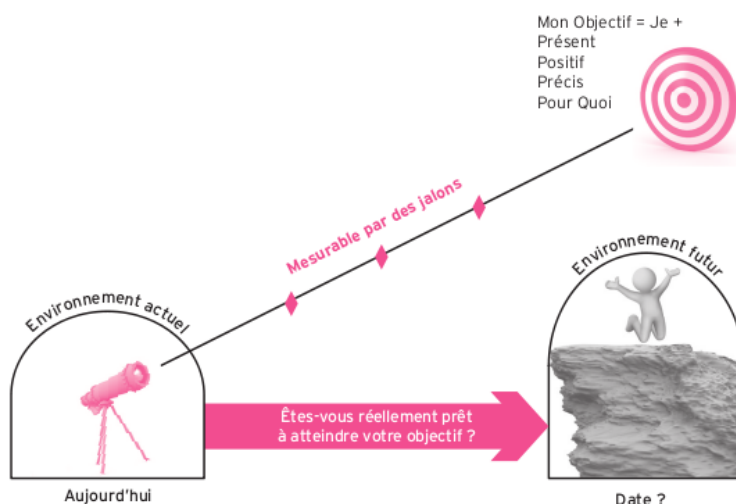 Mon Objectif = Je +
Présent
Positif
Précis
Pour Quoi
Mesurable par des jalons
Environnement actuel
Environnement futur
Êtes-vous réellement prêt
à atteindre votre objectif ?
Aujourd'hui
Date ?